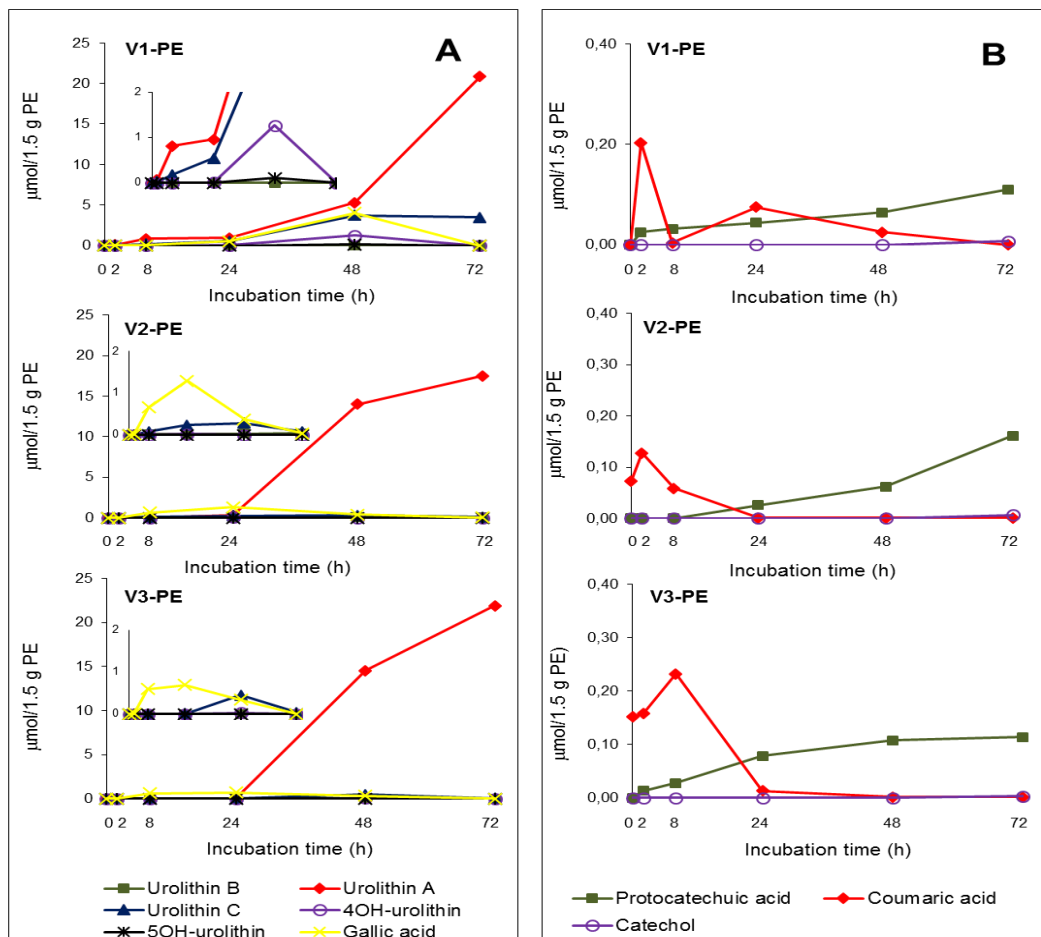 V1-PE
A
µmol/1.5 g PE
25
20
15
10
5
0
2
1
0
0 2 8 24 48 72
Incubation time (h)
V2-PE
µmol/1.5 g PE
25
20
15
10
5
0
2
1
0
0 2 8 24 48 72
Incubation time (h)
V3-PE
µmol/1.5 g PE
25
20
15
10
5
0
2
1
0
0 2 8 24 48 72
Incubation time (h)
Urolithin B Urolithin A
Urolithin C 4OH-urolithin
5OH-urolithin Gallic acid
V1-PE
B
µmol/1.5 g PE
0,40
0,20
0,00
0 2 8 24 48 72
Incubation time (h)
V2-PE
µmol/1.5 g PE
0,40
0,30
0,20
0,10
0,00
0 2 8 24 48 72
Incubation time (h)
V3-PE
µmol/1.5 g PE)
0,40
0,30
0,20
0,10
0,00
0 2 8 24 48 72
Incubation time (h)
Protocatechuic acid Coumaric acid
Catechol